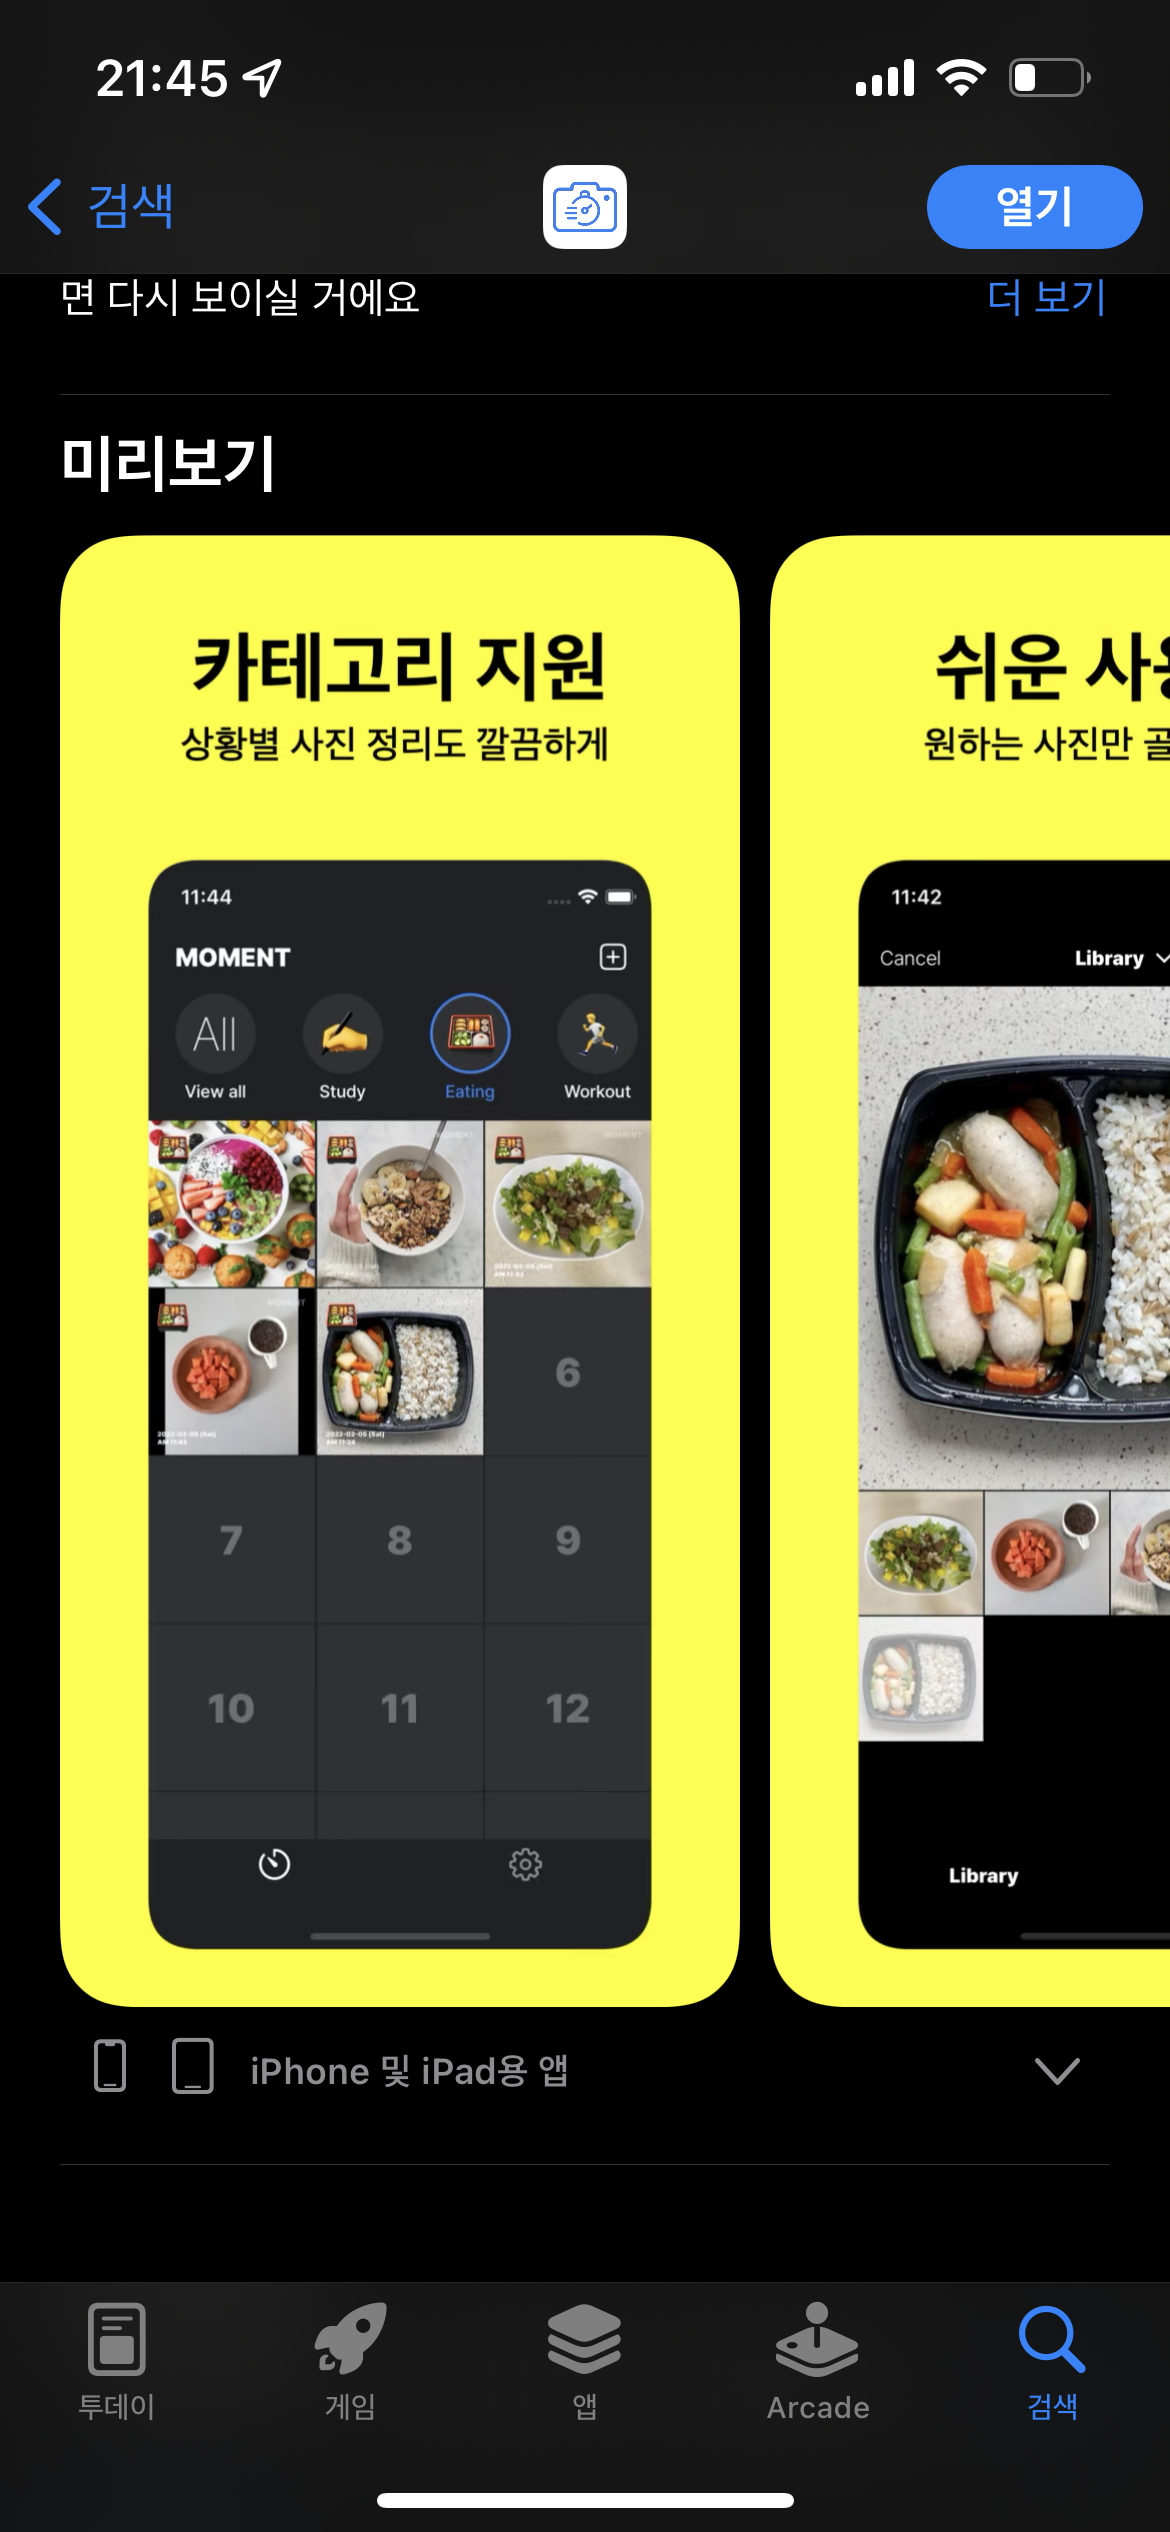 21:45
검색
열기
면 다시 보이실 거에요
더 보기
미리보기
카테고리 지원
상황별 사진 정리도 깔끔하게
11:44
MOMENT
All
View all
Study
Eating
Workout
6
7
8
9
10
11
12
쉬운
원하는 사진만
11:42
Cancel
Library
Library
iPhone 및 iPad용 앱
투데이
게임
앱
Arcade
검색